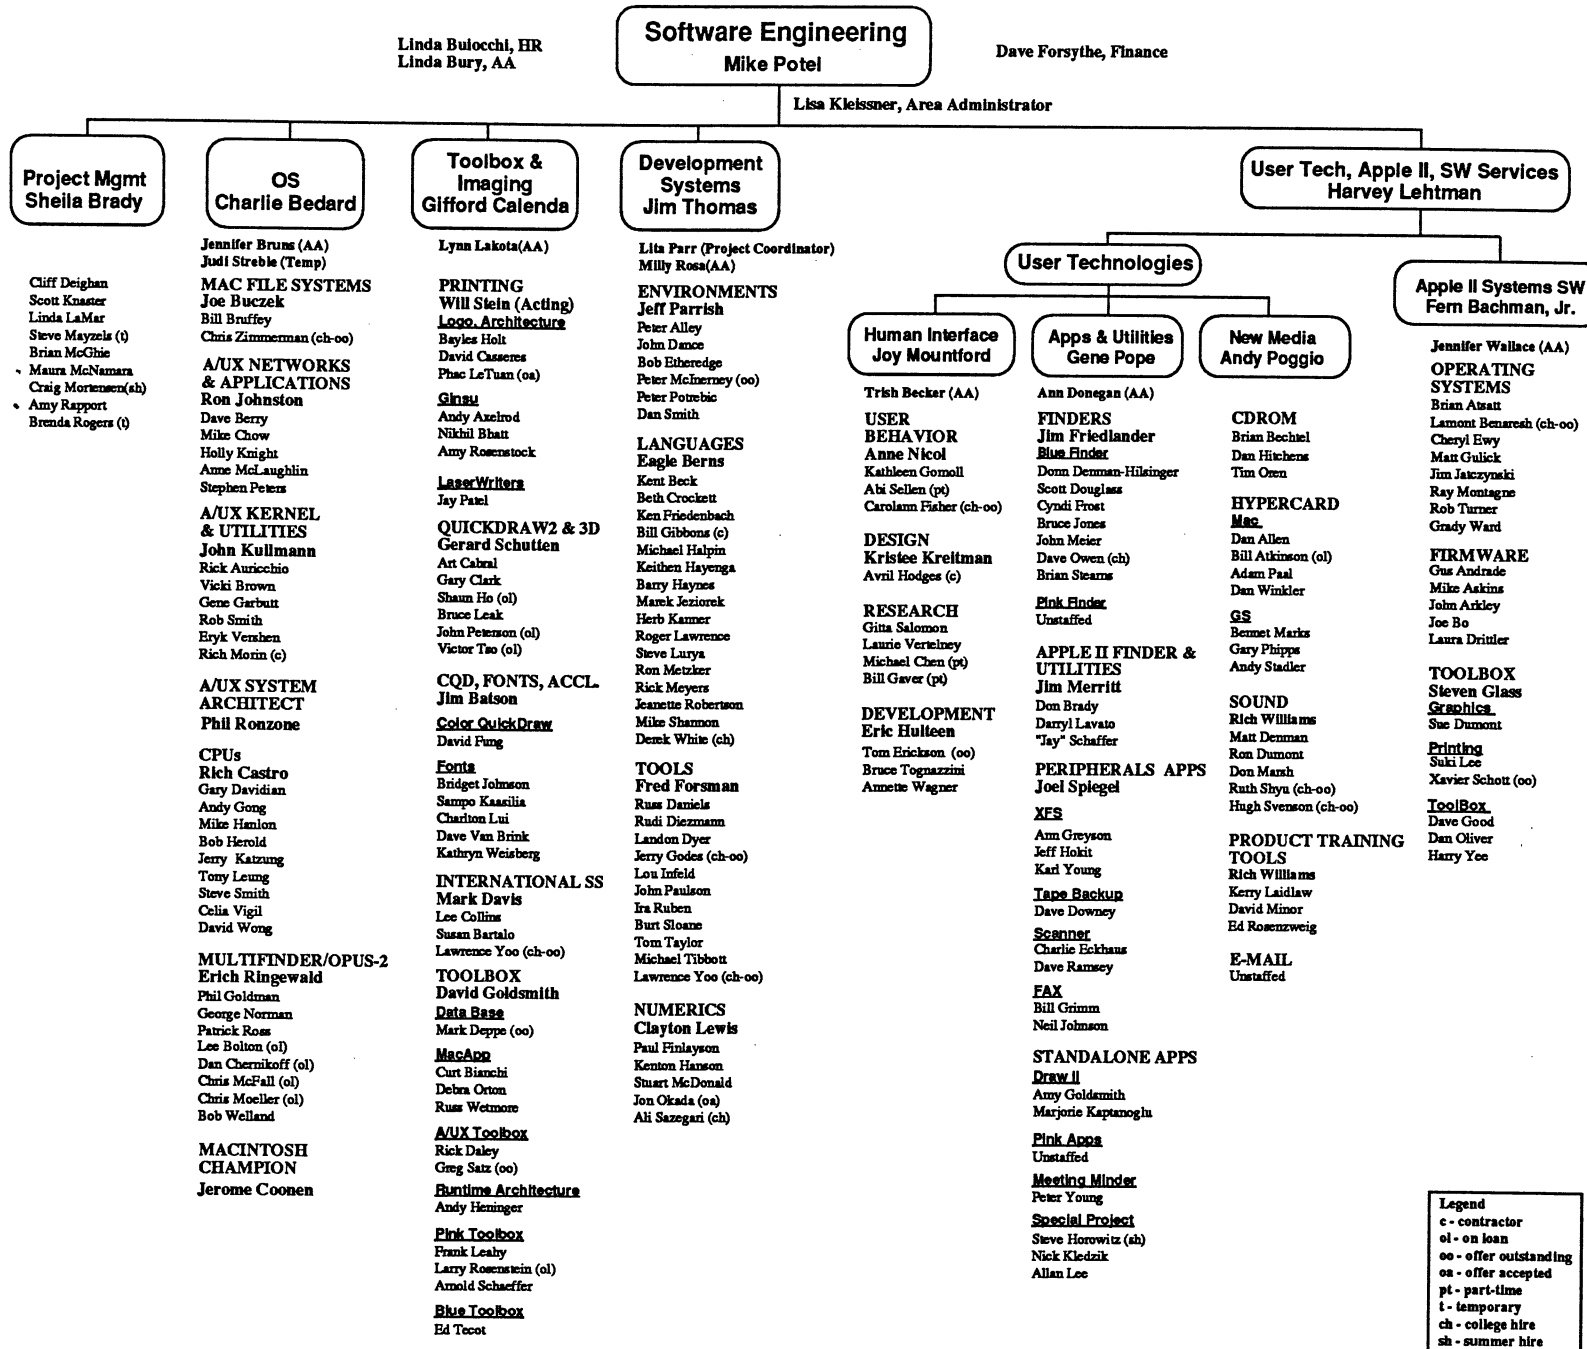 Linda Buiocchi, HR
Linda Bury, AA
Software Engineering
Mike Potel
Dave Forsythe, Finance
Lisa Kleissner, Area Administrator
Project Mgmt
Sheila Brady
Cliff Deighan
Scott Knaster
Linda LaMar
Steve Mayzels (t)
Brian McGhie
Maura McNamara
Craig Mortensen(sh)
Amy Rapport
Brenda Rogers (t)
OS
Charlie Bedard
Jennifer Bruns (AA)
Judi Streble (Temp)
MAC FILE SYSTEMS
Joe Buczek
Bill Bruffey
Chris Zimmerman (ch-oo)
A/UX NETWORKS
& APPLICATIONS
Ron Johnston
Dave Berry
Mike Chow
Holly Knight
Anne McLaughlin
Stephen Peters
A/UX KERNEL
& UTILITIES
John Kullmann
Rick Auricchio
Vicki Brown
Gene Garbutt
Rob Smith
Eryk Vershen
Rich Morin (c)
A/UX SYSTEM
ARCHITECT
Phil Ronzone
CPUs
Rich Castro
Gary Davidian
Andy Gong
Mike Hanlon
Bob Herold
Jerry Katzung
Tony Leung
Steve Smith
Celia Vigil
David Wong
MULTIFINDER/OPUS-2
Erich Ringewald
Phil Goldman
George Norman
Patrick Ross
Lee Bolton (ol)
Dan Chernikoff (ol)
Chris McFall (ol)
Chris Moeller (ol)
Bob Welland
MACINTOSH
CHAMPION
Jerome Coonen
Toolbox &
Imaging
Gifford Calenda
Lynn Lakota(AA)
PRINTING
Will Stein (Acting)
Logo, Architecture
Bayles Holt
David Casseres
Phac LeTuan (oa)
Ginsu
Andy Axelrod
Nikhil Bhatt
Amy Rosenstock
LaserWriters
Jay Patel
QUICKDRAW2 & 3D
Gerard Schutten
Art Cabral
Gary Clark
Shaun Ho (ol)
Bruce Leak
John Peterson (ol)
Victor Tso (ol)
CQD, FONTS, ACCL.
Jim Batson
Color QuickDraw
David Fung
Fonts
Bridget Johnson
Sampo Kaasilia
Charlton Lui
Dave Van Brink
Kathryn Weisberg
INTERNATIONAL SS
Mark Davis
Lee Collins
Susan Bartalo
Lawrence Yoo (ch-oo)
TOOLBOX
David Goldsmith
Data Base
Mark Deppe (oo)
MacApp
Curt Bianchi
Debra Orton
Russ Wetmore
A/UX Toolbox
Rick Daley
Greg Satz (oo)
Runtime Architecture
Andy Heninger
Pink Toolbox
Frank Leahy
Larry Rosenstein (ol)
Arnold Schaeffer
Blue Toolbox
Ed Tecot
Development
Systems
Jim Thomas
Lita Parr (Project Coordinator)
Milly Rosa(AA)
ENVIRONMENTS
Jeff Parrish
Peter Alley
John Dance
Bob Etheredge
Peter McInerney (oo)
Peter Potrebic
Dan Smith
LANGUAGES
Eagle Berns
Kent Beck
Beth Crockett
Ken Friedenbach
Bill Gibbons (c)
Michael Halpin
Keithen Hayenga
Barry Haynes
Marek Jeziorek
Herb Kanner
Roger Lawrence
Steve Lurya
Ron Metzker
Rick Meyers
Jeanette Robertson
Mike Shannon
Derek White (ch)
TOOLS
Fred Forsman
Russ Daniels
Rudi Diezmann
Landon Dyer
Jerry Godes (ch-oo)
Lou Infeld
John Paulson
Ira Ruben
Burt Sloane
Tom Taylor
Michael Tibbott
Lawrence Yoo (ch-oo)
NUMERICS
Clayton Lewis
Paul Finlayson
Kenton Hanson
Stuart McDonald
Jon Okada (oa)
Ali Sazegari (ch)
User Tech, Apple II, SW Services
Harvey Lehtman
User Technologies
Human Interface
Joy Mountford
Trish Becker (AA)
USER
BEHAVIOR
Anne Nicol
Kathleen Gomoll
Abi Sellen (pt)
Carolann Fisher (ch-oo)
DESIGN
Kristee Kreitman
Avril Hodges (c)
RESEARCH
Gitta Salomon
Laurie Vertelney
Michael Chen (pt)
Bill Gaver (pt)
DEVELOPMENT
Eric Hulteen
Tom Erickson (oo)
Bruce Tognazzini
Annette Wagner
Apps & Utilities
Gene Pope
Ann Donegan (AA)
FINDERS
Jim Friedlander
Blue Finder
Donn Denman-Hilsinger
Scott Douglass
Cyndi Frost
Bruce Jones
John Meier
Dave Owen (ch)
Brian Stearns
Pink Finder
Unstaffed
APPLE II FINDER &
UTILITIES
Jim Merritt
Don Brady
Darryl Lavato
"Jay" Schaffer
PERIPHERALS APPS
Joel Spiegel
XFS
Ann Greyson
Jeff Hokit
Karl Young
Tape Backup
Dave Downey
Scanner
Charlie Eckhaus
Dave Ramsey
FAX
Bill Grimm
Neil Johnson
STANDALONE APPS
Draw II
Amy Goldsmith
Marjorie Kaptanoglu
Pink Apps
Unstaffed
Meeting Minder
Peter Young
Special Project
Steve Horowitz (sh)
Nick Kledzik
Allan Lee
New Media
Andy Poggio
CDROM
Brian Bechtel
Dan Hitchens
Tim Oren
HYPERCARD
Mac
Dan Allen
Bill Atkinson (ol)
Adam Paal
Dan Winkler
GS
Bennet Marks
Gary Phipps
Andy Stadler
SOUND
Rich Williams
Matt Denman
Ron Dumont
Don Marsh
Ruth Shyu (ch-oo)
Hugh Svenson (ch-oo)
PRODUCT TRAINING
TOOLS
Rich Williams
Kerry Laidlaw
David Minor
Ed Rosenzweig
E-MAIL
Unstaffed
Apple II Systems SW
Fern Bachman, Jr.
Jennifer Wallace (AA)
OPERATING
SYSTEMS
Brian Atsatt
Lamont Benaresh (ch-oo)
Cheryl Ewy
Matt Gulick
Jim Jatczynski
Ray Montagne
Rob Turner
Grady Ward
FIRMWARE
Gus Andrade
Mike Askins
John Arkley
Joe Bo
Laura Drittler
TOOLBOX
Steven Glass
Graphics
Sue Dumont
Printing
Suki Lee
Xavier Schott (oo)
ToolBox
Dave Good
Dan Oliver
Harry Yee
Legend
c - contractor
ol - on loan
oo - offer outstanding
oa - offer accepted
pt - part-time
t - temporary
ch - college hire
sh - summer hire